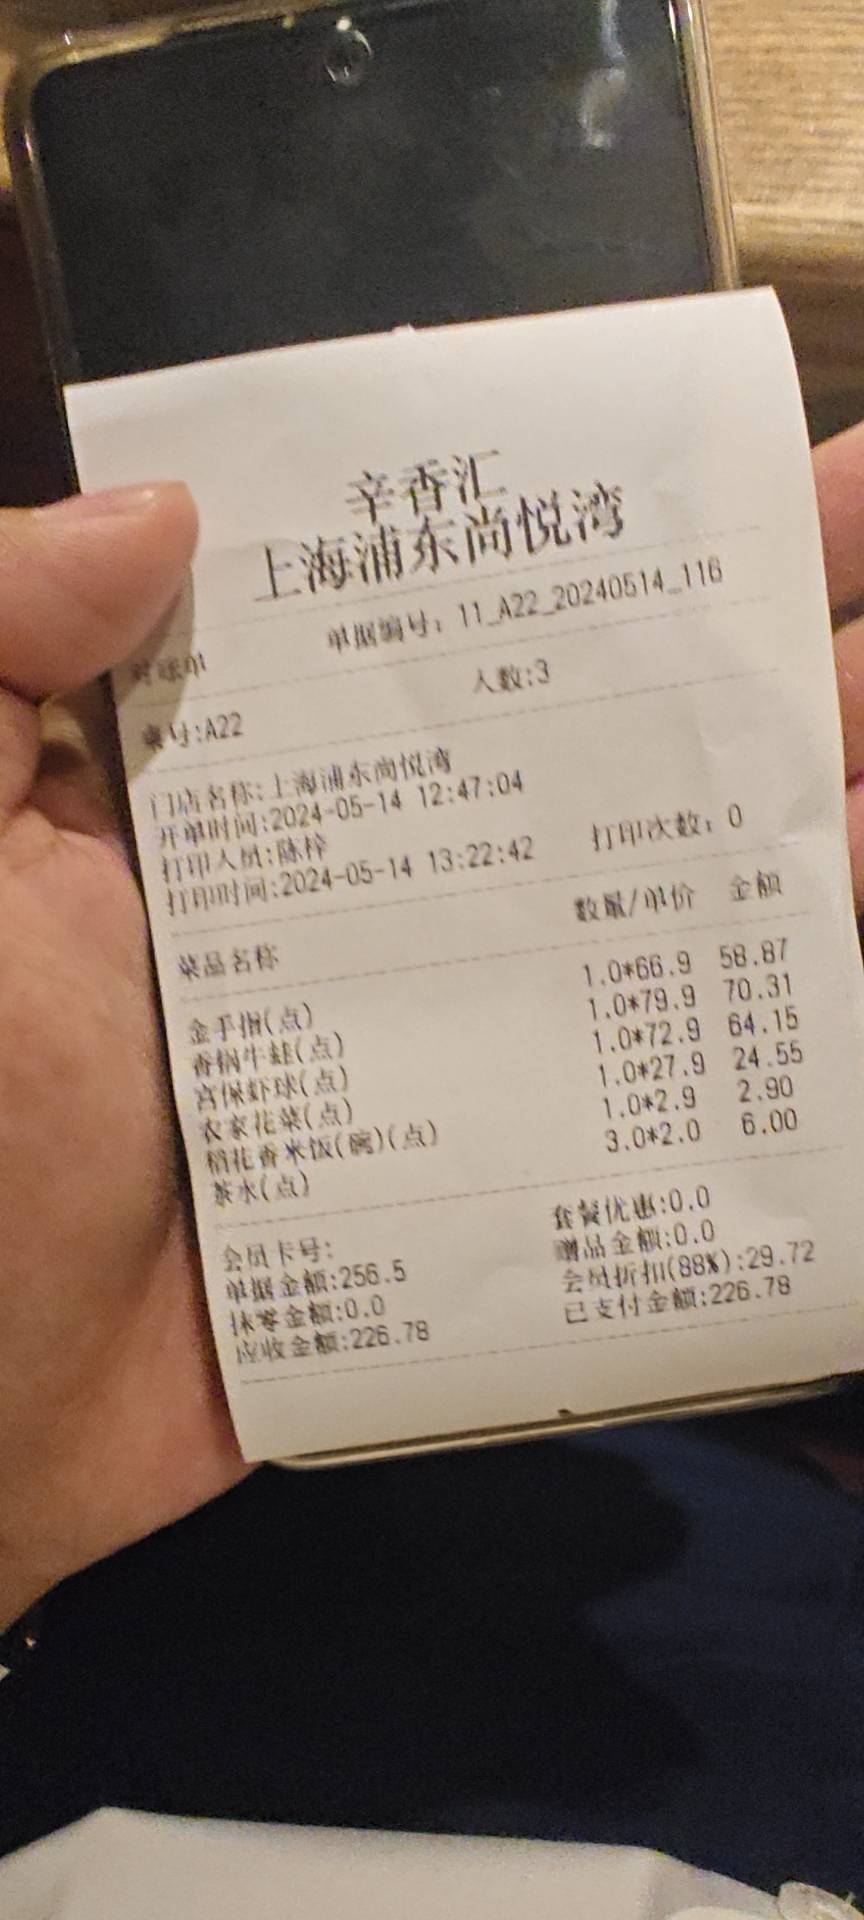 辛香汇
上海浦东尚悦湾
对账单 单据编号：11_A22_20240514_116
桌号:A22 人数:3
门店名称:上海浦东尚悦湾
开单时间:2024-05-14 12:47:04
打印人员:陈梓
打印时间:2024-05-14 13:22:42 打印次数：0
菜品名称 数量/单价 金额
金手指(点) 1.0*66.9 58.87
香锅牛蛙(点) 1.0*79.9 70.31
宫保虾球(点) 1.0*72.9 64.15
农家花菜(点) 1.0*27.9 24.55
稻花香米饭(碗)(点) 1.0*2.9 2.90
茶水(点) 3.0*2.0 6.00
会员卡号: 套餐优惠:0.0
单据金额:256.5 赠品金额:0.0
抹零金额:0.0 会员折扣(88%):29.72
应收金额:226.78 已支付金额:226.78